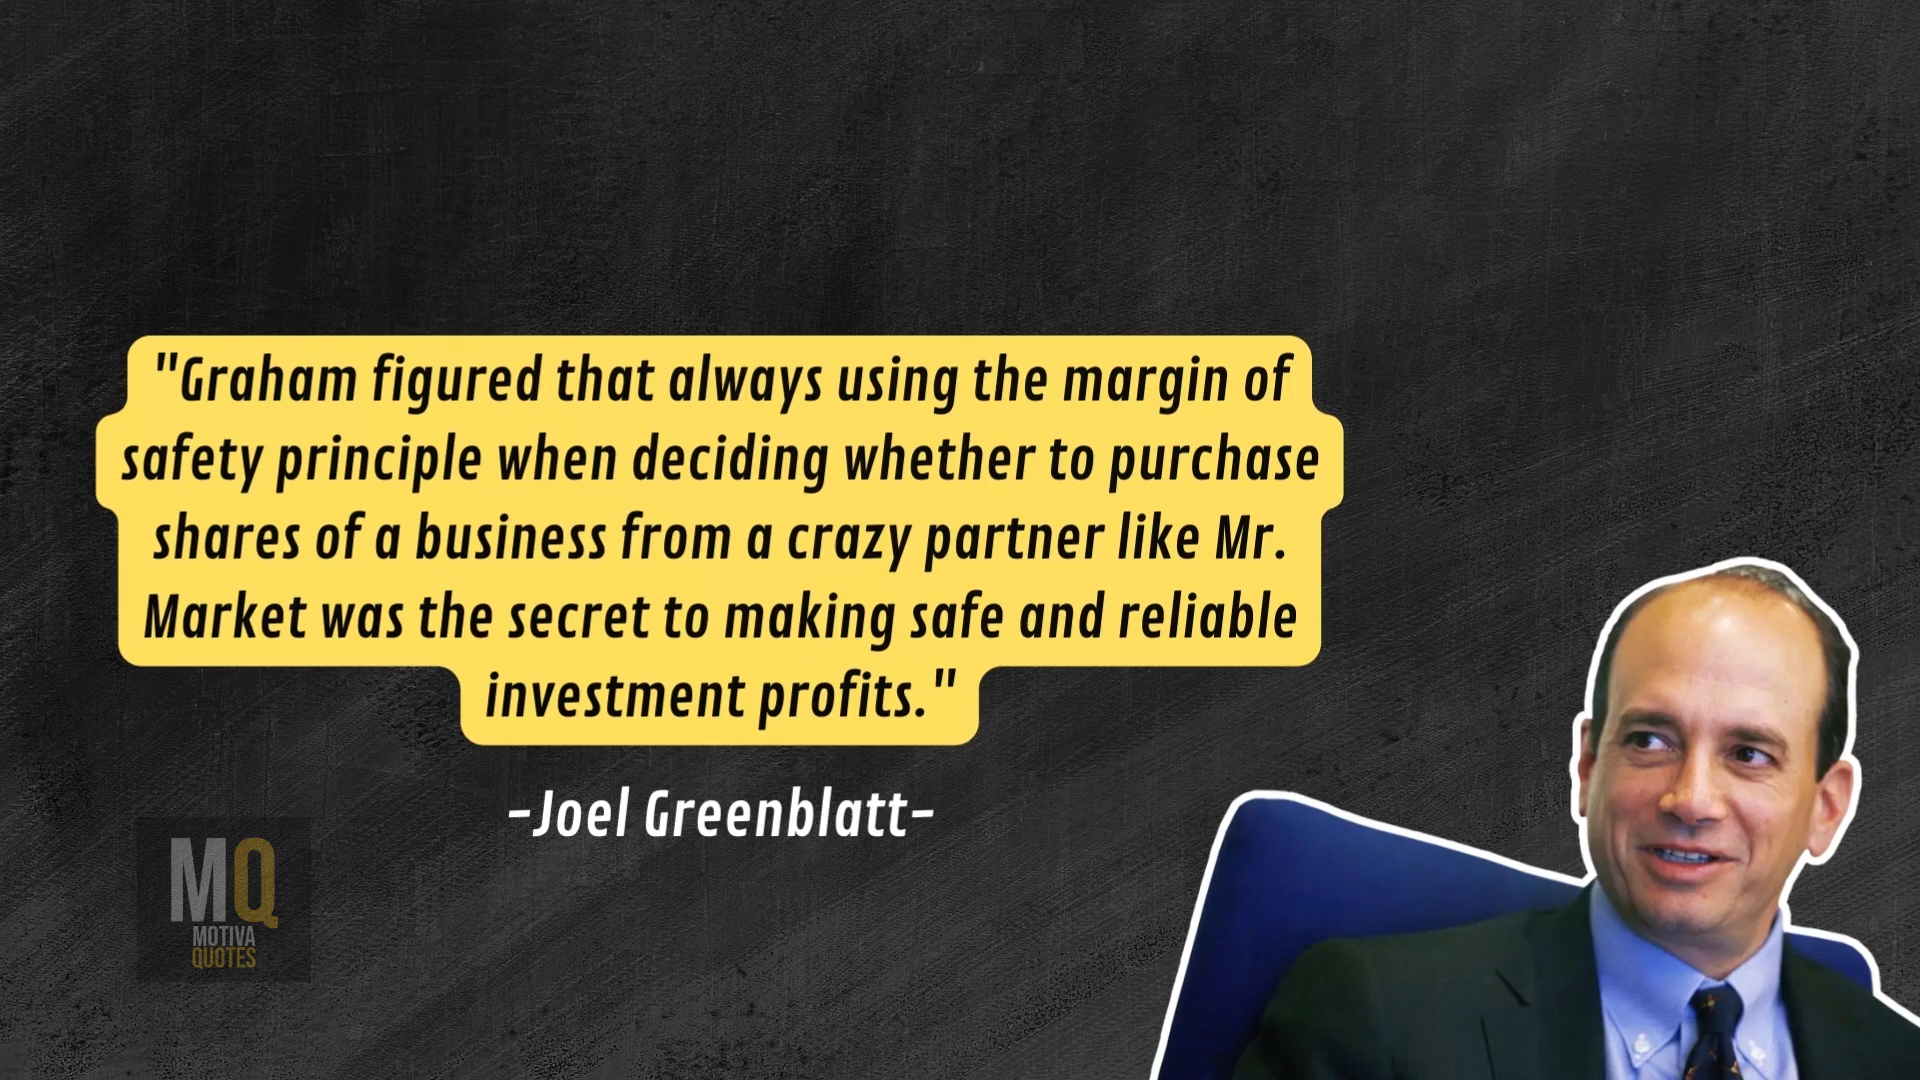 "Graham figured that always using the margin of
safety principle when deciding whether to purchase
shares of a business from a crazy partner like Mr.
Market was the secret to making safe and reliable
investment profits."
-Joel Greenblatt-
MQ
MOTIVA
QUOTES